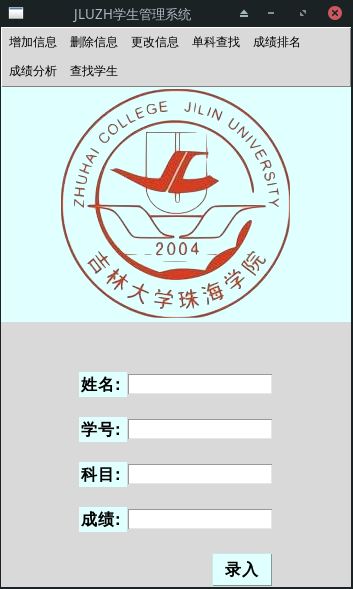 JLUZH学生管理系统
增加信息 删除信息 更改信息 单科查找 成绩排名
成绩分析 查找学生
ZHUHAI COLLEGE JILIN UNIVERSITY
2004
吉林大学珠海学院
姓名:
学号:
科目:
成绩:
录入